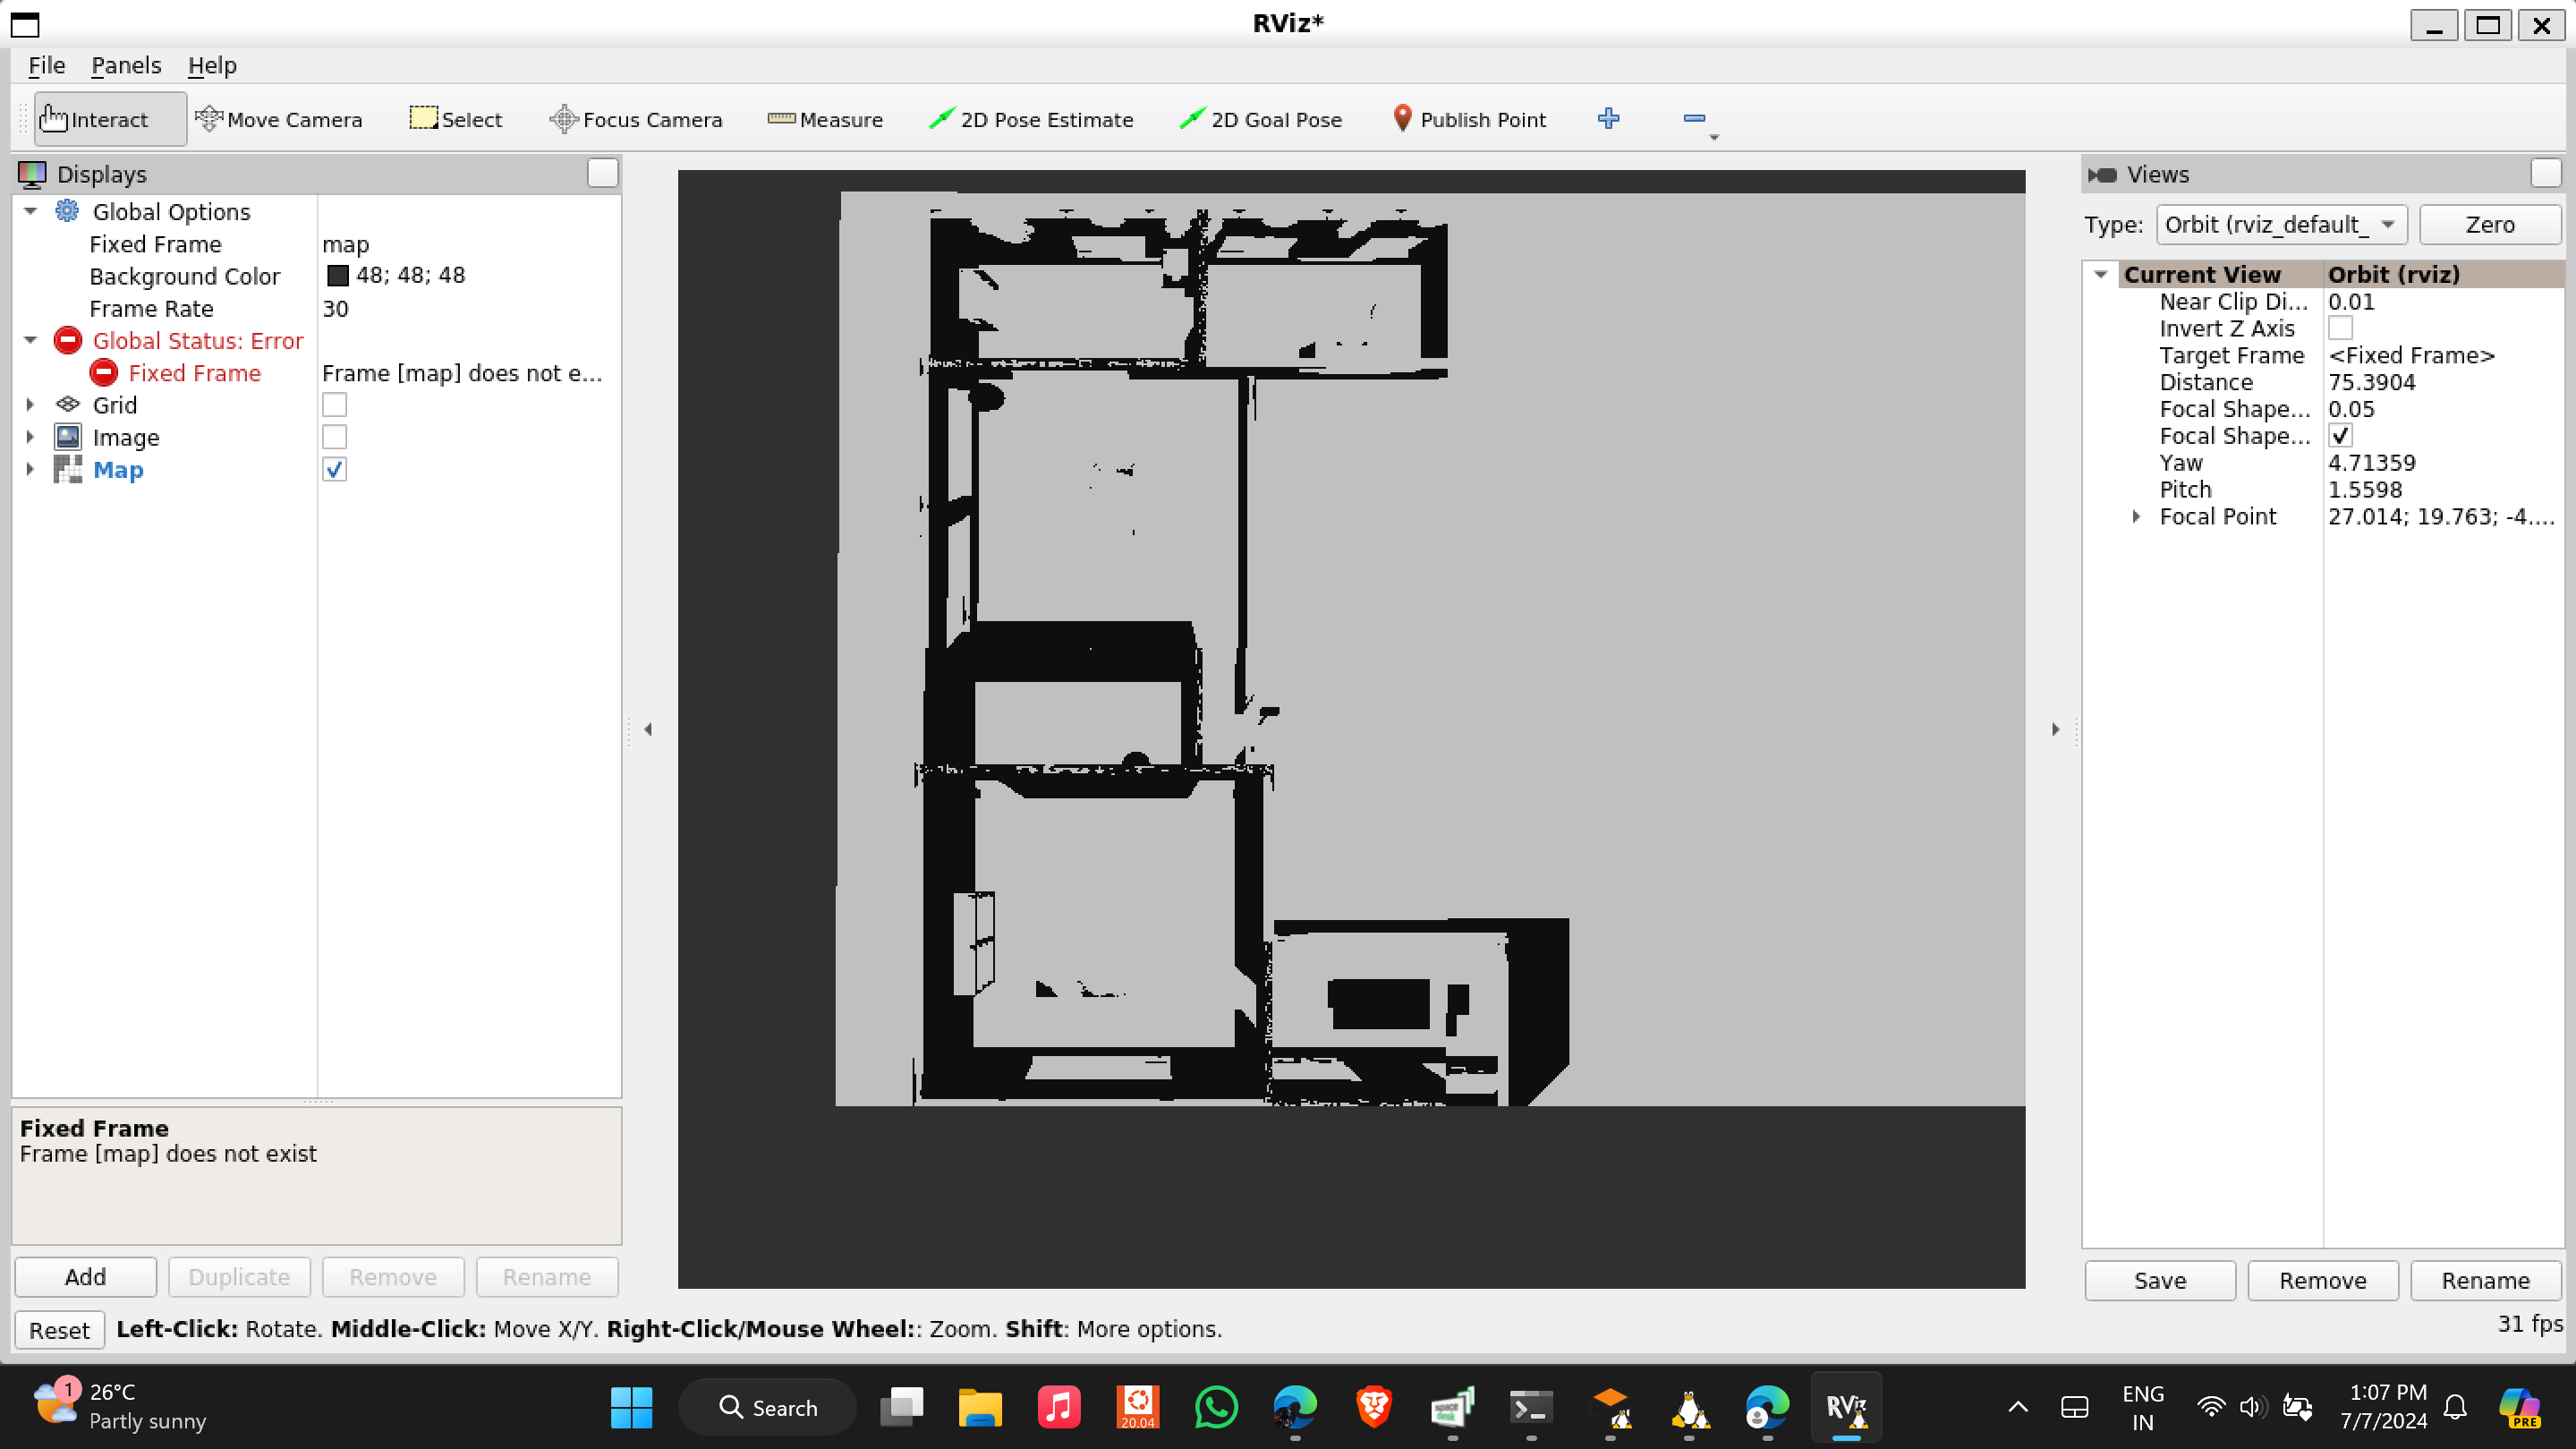 RViz*
File Panels Help
Interact Move Camera Select Focus Camera Measure 2D Pose Estimate 2D Goal Pose Publish Point
Displays
Global Options
Fixed Frame map
Background Color 48; 48; 48
Frame Rate 30
Global Status: Error
Fixed Frame Frame [map] does not e...
Grid
Image
Map
Fixed Frame
Frame [map] does not exist
Add Duplicate Remove Rename
Reset Left-Click: Rotate. Middle-Click: Move X/Y. Right-Click/Mouse Wheel:: Zoom. Shift: More options.
Views
Type: Orbit (rviz_default_ Zero
Current View Orbit (rviz)
Near Clip Di... 0.01
Invert Z Axis
Target Frame <Fixed Frame>
Distance 75.3904
Focal Shape... 0.05
Focal Shape...
Yaw 4.71359
Pitch 1.5598
Focal Point 27.014; 19.763; -4....
Save Remove Rename
31 fps
1
26°C
Partly sunny
Search
20.04
space desk
RViz
ENG
IN
1:07 PM
7/7/2024
PRE